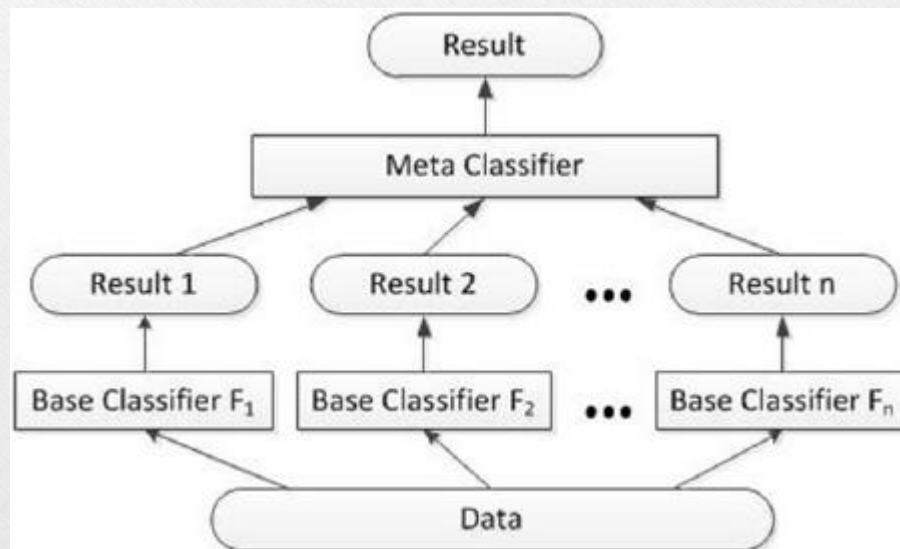 Result
Meta Classifier
Result 1 Result 2 ••• Result n
Base Classifier F₁ Base Classifier F₂ ••• Base Classifier Fₙ
Data